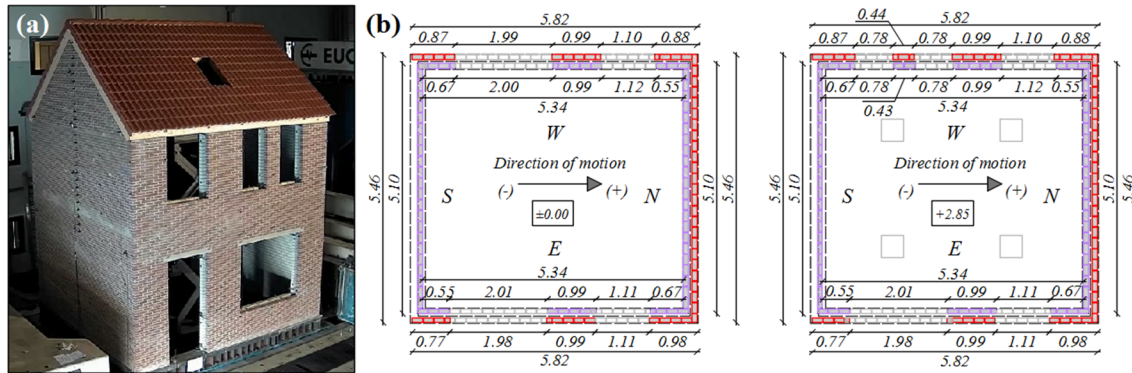 (a)
EUC
(b)
5.82
0.87 1.99 0.99 1.10 0.88
0.67 2.00 0.99 1.12 0.55
5.34
5.46
5.10
W
Direction of motion
(-) (+)
S N
±0.00
E
5.10
5.46
5.34
0.55 2.01 0.99 1.11 0.67
0.77 1.98 0.99 1.11 0.98
5.82
0.44
5.82
0.87 0.78 0.78 0.99 1.10 0.88
0.67 0.78 0.78 0.99 1.12 0.55
0.43
5.34
5.46
5.10
W
Direction of motion
(-) (+)
S N
+2.85
E
5.10
5.46
5.34
0.55 2.01 0.99 1.11 0.67
0.77 1.98 0.99 1.11 0.98
5.82